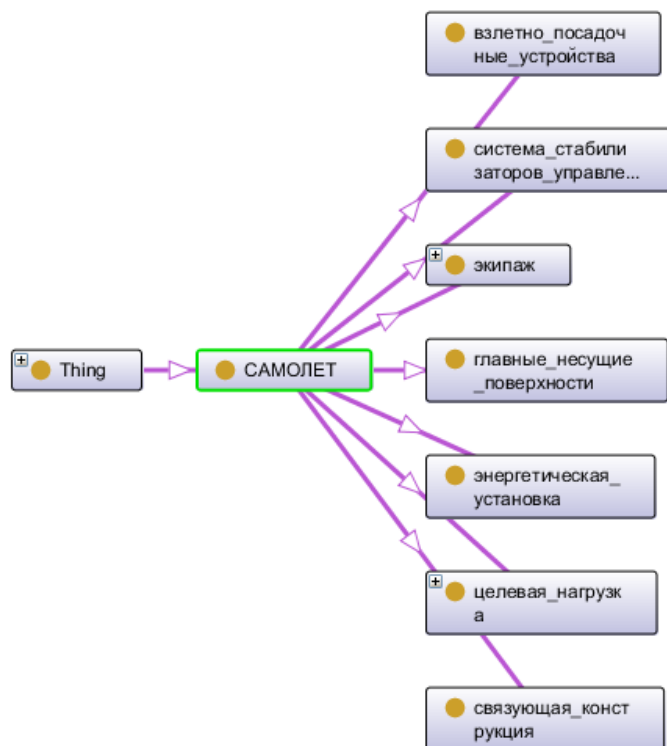 взлетно_посадоч
ные_устройства
система_стабили
заторов_управле...
экипаж
Thing
САМОЛЕТ
главные_несущие
_поверхности
энергетическая_
установка
целевая_нагрузк
а
связующая_конст
рукция